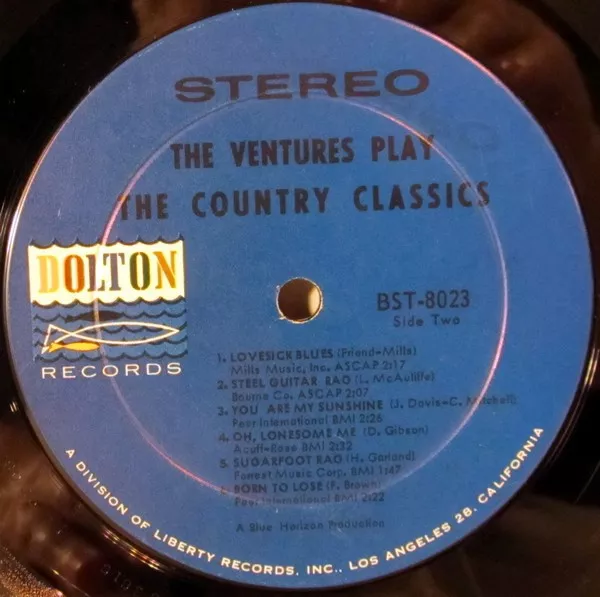 STEREO
THE VENTURES PLAY
THE COUNTRY CLASSICS
DOLTON
RECORDS
BST-8023
Side Two
1. LOVESICK BLUES (Friend-Mills)
Mills Music, Inc. ASCAP 2:17
2. STEEL GUITAR RAG (L. McAuliffe)
Bourne Co. ASCAP 2:07
3. YOU ARE MY SUNSHINE (J. Davis-C. Mitchell)
Peer International BMI 2:26
4. OH, LONESOME ME (D. Gibson)
Acuff-Rose BMI 2:32
5. SUGARFOOT RAG (H. Garland)
Forrest Music Corp. BMI 1:47
6. BORN TO LOSE (F. Brown)
Peer International BMI 2:22
A Blue Horizon Production
A DIVISION OF LIBERTY RECORDS, INC., LOS ANGELES 28, CALIFORNIA